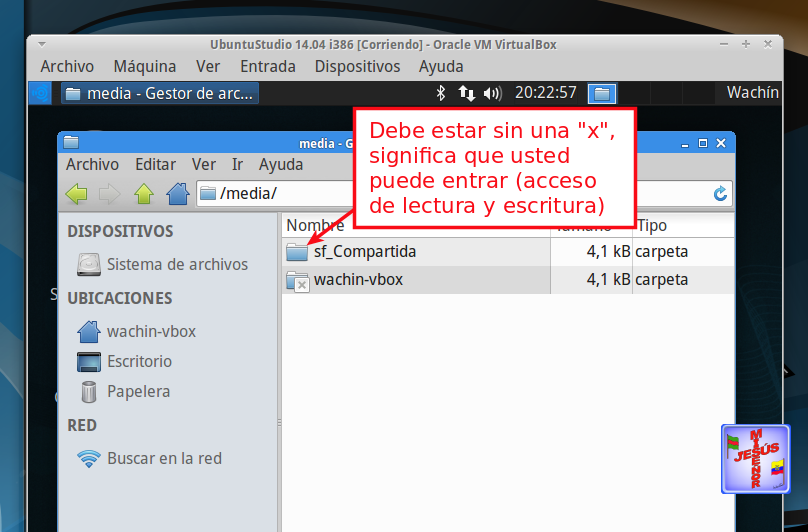 UbuntuStudio 14.04 i386 [Corriendo] - Oracle VM VirtualBox
Archivo Máquina Ver Entrada Dispositivos Ayuda
media - Gestor de arc... 20:22:57 Wachín
Debe estar sin una "x",
significa que usted
puede entrar (acceso
de lectura y escritura)
media - G
Archivo Editar Ver Ir Ayuda
/media/
DISPOSITIVOS
Sistema de archivos
UBICACIONES
wachin-vbox
Escritorio
Papelera
RED
Buscar en la red
Nombre Tamaño Tipo
sf_Compartida 4,1 kB carpeta
wachin-vbox 4,1 kB carpeta
JESÚS
MI SEÑOR